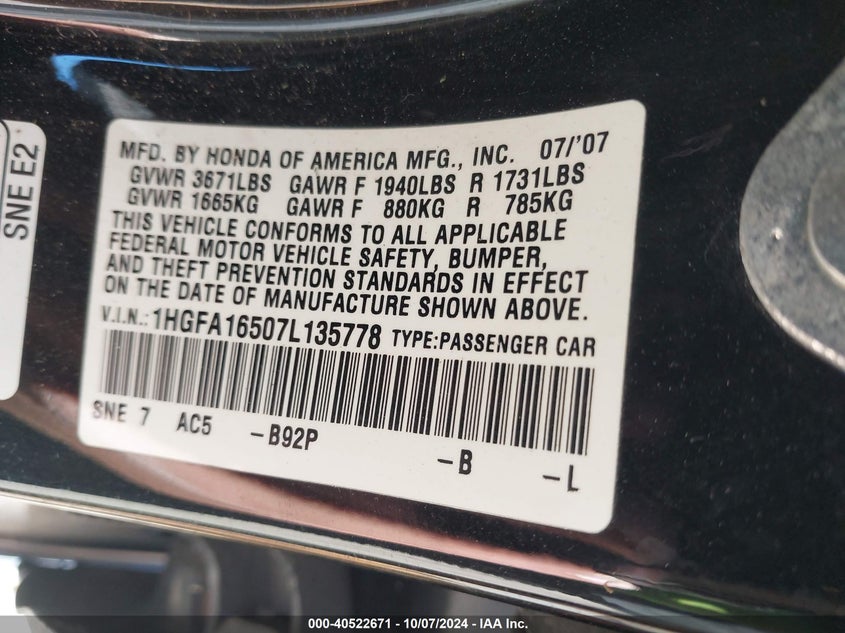 SNE E2
MFD. BY HONDA OF AMERICA MFG., INC. 07/'07
GVWR 3671LBS GAWR F 1940LBS R 1731LBS
GVWR 1665KG GAWR F 880KG R 785KG
THIS VEHICLE CONFORMS TO ALL APPLICABLE
FEDERAL MOTOR VEHICLE SAFETY, BUMPER,
AND THEFT PREVENTION STANDARDS IN EFFECT
ON THE DATE OF MANUFACTURE SHOWN ABOVE.
V.I.N.:1HGFA16507L135778 TYPE:PASSENGER CAR
SNE 7 AC5 -B92P -B -L
000-40522671 | 10/07/2024 - IAA Inc.